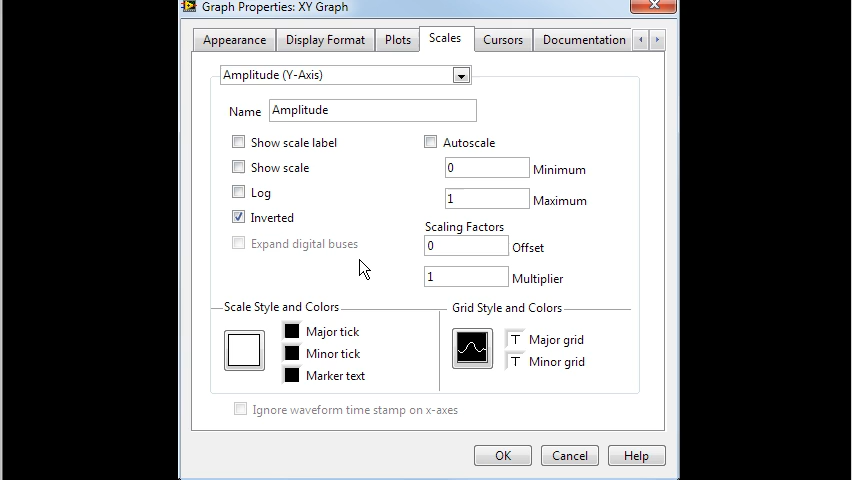 Graph Properties: XY Graph
Appearance Display Format Plots Scales Cursors Documentation
Amplitude (Y-Axis)
Name Amplitude
Show scale label
Autoscale
Show scale
0 Minimum
Log
1 Maximum
Inverted
Scaling Factors
Expand digital buses
0 Offset
1 Multiplier
Scale Style and Colors
Grid Style and Colors
Major tick
T Major grid
Minor tick
T Minor grid
Marker text
Ignore waveform time stamp on x-axes
OK Cancel Help